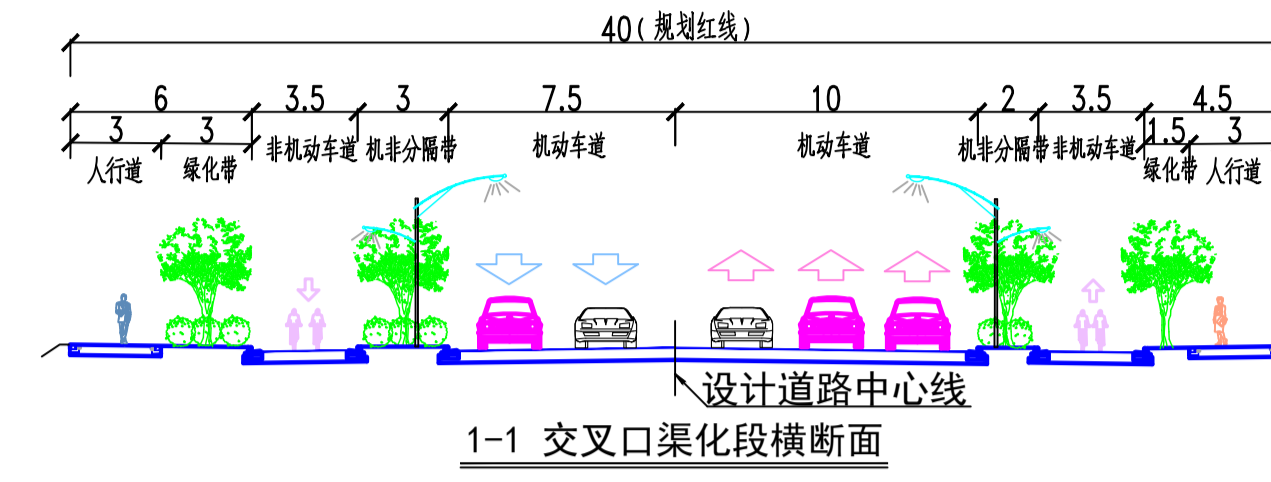 40(规划红线)
6 3.5 3 7.5 10 2 3.5 4.5
3 3 非机动车道 机非分隔带 机动车道 机动车道 机非分隔带 非机动车道 1.5 3
人行道 绿化带 绿化带 人行道
设计道路中心线
1-1 交叉口渠化段横断面